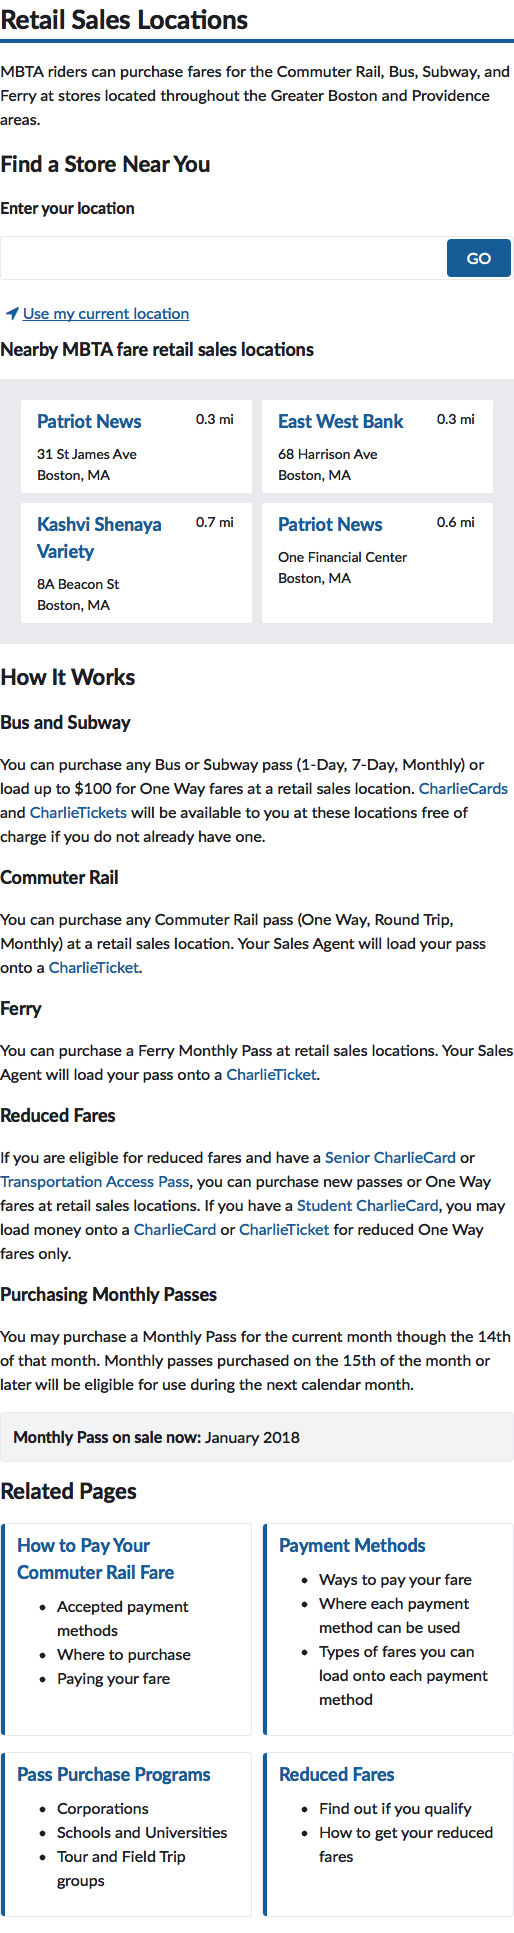 Retail Sales Locations
MBTA riders can purchase fares for the Commuter Rail, Bus, Subway, and
Ferry at stores located throughout the Greater Boston and Providence
areas.
Find a Store Near You
Enter your location
GO
Use my current location
Nearby MBTA fare retail sales locations
Patriot News 0.3 mi
31 St James Ave
Boston, MA
East West Bank 0.3 mi
68 Harrison Ave
Boston, MA
Kashvi Shenaya 0.7 mi
Variety
8A Beacon St
Boston, MA
Patriot News 0.6 mi
One Financial Center
Boston, MA
How It Works
Bus and Subway
You can purchase any Bus or Subway pass (1-Day, 7-Day, Monthly) or
load up to $100 for One Way fares at a retail sales location. CharlieCards
and CharlieTickets will be available to you at these locations free of
charge if you do not already have one.
Commuter Rail
You can purchase any Commuter Rail pass (One Way, Round Trip,
Monthly) at a retail sales location. Your Sales Agent will load your pass
onto a CharlieTicket.
Ferry
You can purchase a Ferry Monthly Pass at retail sales locations. Your Sales
Agent will load your pass onto a CharlieTicket.
Reduced Fares
If you are eligible for reduced fares and have a Senior CharlieCard or
Transportation Access Pass, you can purchase new passes or One Way
fares at retail sales locations. If you have a Student CharlieCard, you may
load money onto a CharlieCard or CharlieTicket for reduced One Way
fares only.
Purchasing Monthly Passes
You may purchase a Monthly Pass for the current month though the 14th
of that month. Monthly passes purchased on the 15th of the month or
later will be eligible for use during the next calendar month.
Monthly Pass on sale now: January 2018
Related Pages
How to Pay Your
Commuter Rail Fare
• Accepted payment
methods
• Where to purchase
• Paying your fare
Payment Methods
• Ways to pay your fare
• Where each payment
method can be used
• Types of fares you can
load onto each payment
method
Pass Purchase Programs
• Corporations
• Schools and Universities
• Tour and Field Trip
groups
Reduced Fares
• Find out if you qualify
• How to get your reduced
fares